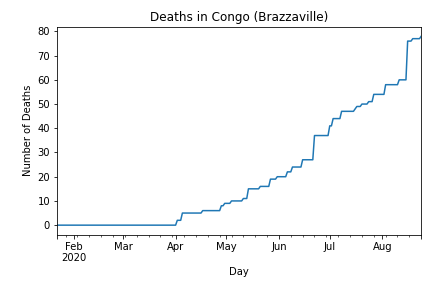 Deaths in Congo (Brazzaville)
80
70
60
50
40
30
20
10
0
Number of Deaths
Feb Mar Apr May Jun Jul Aug
2020
Day